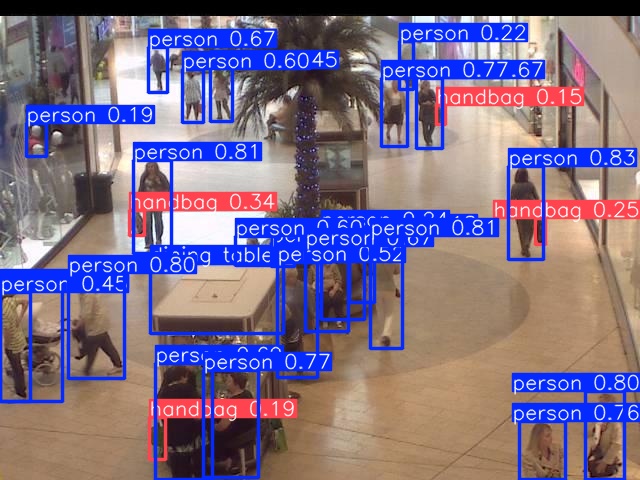 person 0.22
person 0.67
person 0.6045
person 0.77.67
handbag 0.15
person 0.19
person 0.81
person 0.83
handbag 0.34
handbag 0.25
person 0.81
person 0.52
dining table
person 0.80
person 0.45
person 0.77
person 0.80
handbag 0.19
person 0.76